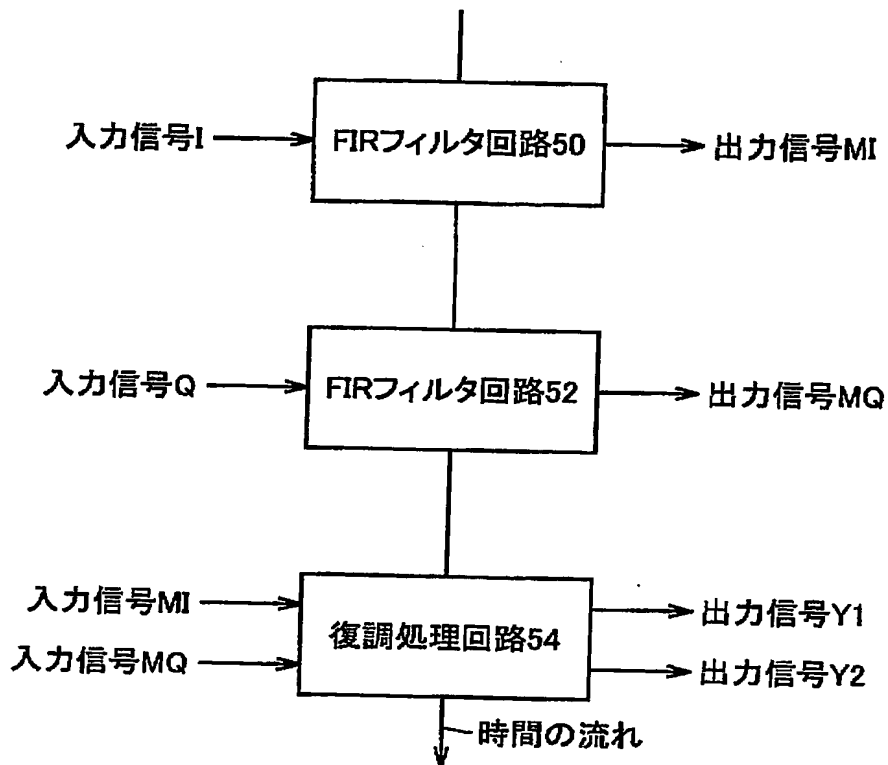 入力信号I
FIRフィルタ回路50
出力信号MI
入力信号Q
FIRフィルタ回路52
出力信号MQ
入力信号MI
入力信号MQ
復調処理回路54
出力信号Y1
出力信号Y2
時間の流れ